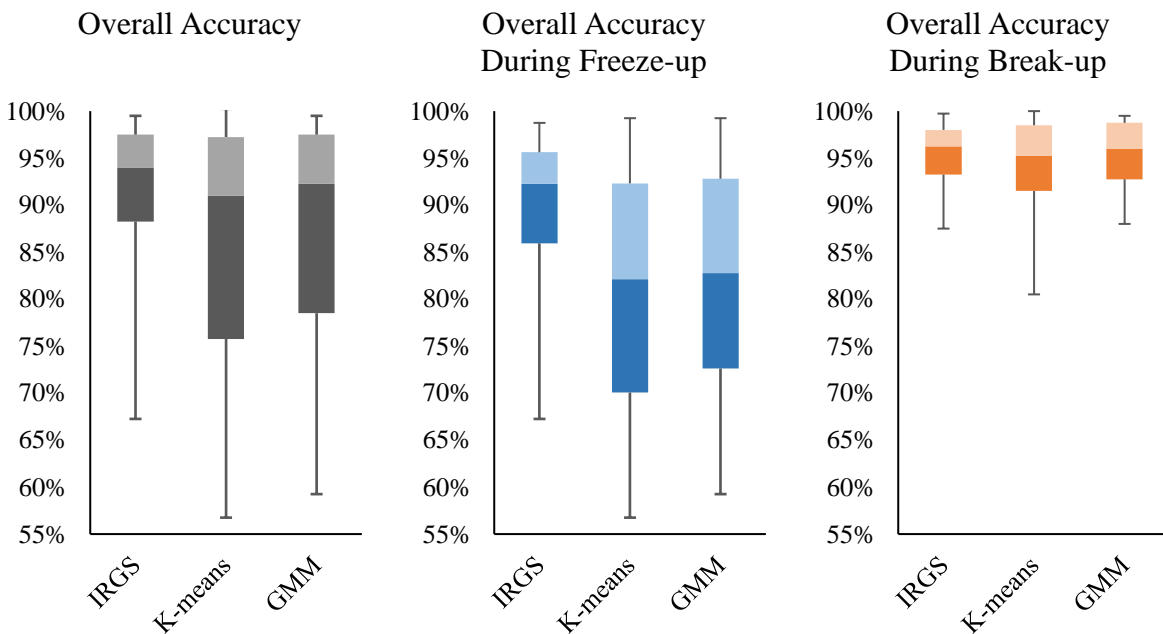 Overall Accuracy
100%
95%
90%
85%
80%
75%
70%
65%
60%
55%
IRGS
K-means
GMM
Overall Accuracy
During Freeze-up
100%
95%
90%
85%
80%
75%
70%
65%
60%
55%
IRGS
K-means
GMM
Overall Accuracy
During Break-up
100%
95%
90%
85%
80%
75%
70%
65%
60%
55%
IRGS
K-means
GMM